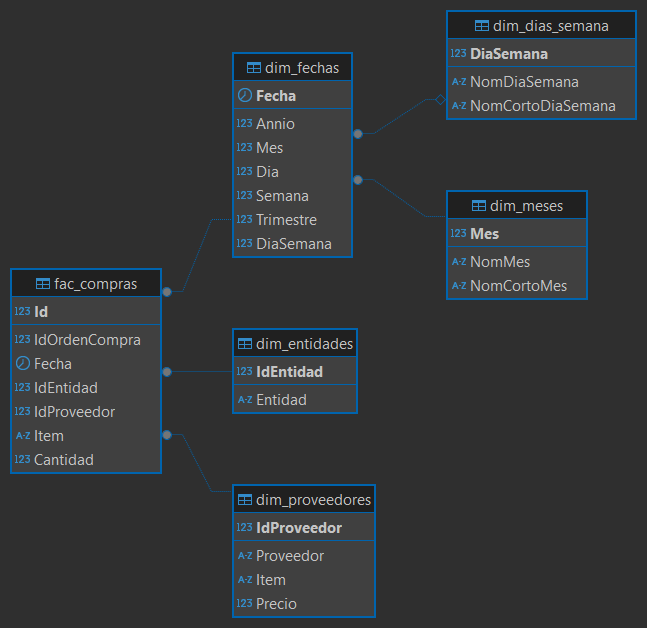 dim_dias_semana
123 DiaSemana
A-Z NomDiaSemana
A-Z NomCortoDiaSemana
dim_fechas
Fecha
123 Annio
123 Mes
123 Dia
123 Semana
123 Trimestre
123 DiaSemana
dim_meses
123 Mes
A-Z NomMes
A-Z NomCortoMes
fac_compras
123 Id
123 IdOrdenCompra
Fecha
123 IdEntidad
123 IdProveedor
A-Z Item
123 Cantidad
dim_entidades
123 IdEntidad
A-Z Entidad
dim_proveedores
123 IdProveedor
A-Z Proveedor
A-Z Item
123 Precio